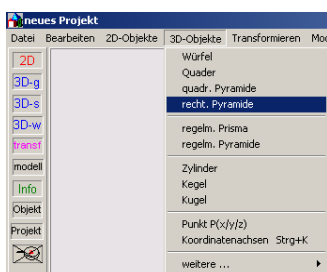 neues Projekt
Datei Bearbeiten 2D-Objekte 3D-Objekte Transformieren
2D
3D-g
3D-s
3D-w
transf
modell
Info
Objekt
Projekt
Würfel
Quader
quadr. Pyramide
recht. Pyramide
regelm. Prisma
regelm. Pyramide
Zylinder
Kegel
Kugel
Punkt P(x/y/z)
Koordinatenachsen Strg+K
weitere ...